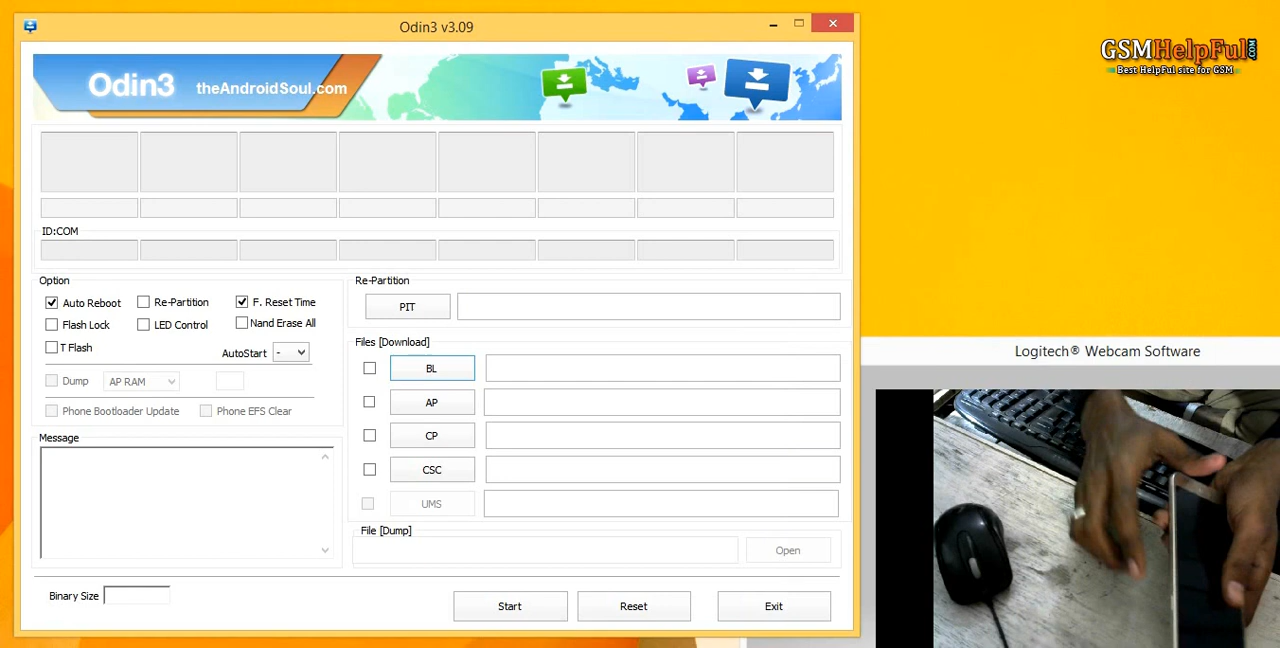 Odin3 v3.09
GSMHelpFul.COM
Best HelpFul site for GSM
Odin3 theAndroidSoul.com
ID:COM
Option
Auto Reboot
Re-Partition
F. Reset Time
Flash Lock
LED Control
Nand Erase All
T Flash
AutoStart
-
Dump
AP RAM
Phone Bootloader Update
Phone EFS Clear
Message
Binary Size
Re-Partition
PIT
Files [Download]
BL
AP
CP
CSC
UMS
File [Dump]
Open
Start
Reset
Exit
Logitech® Webcam Software